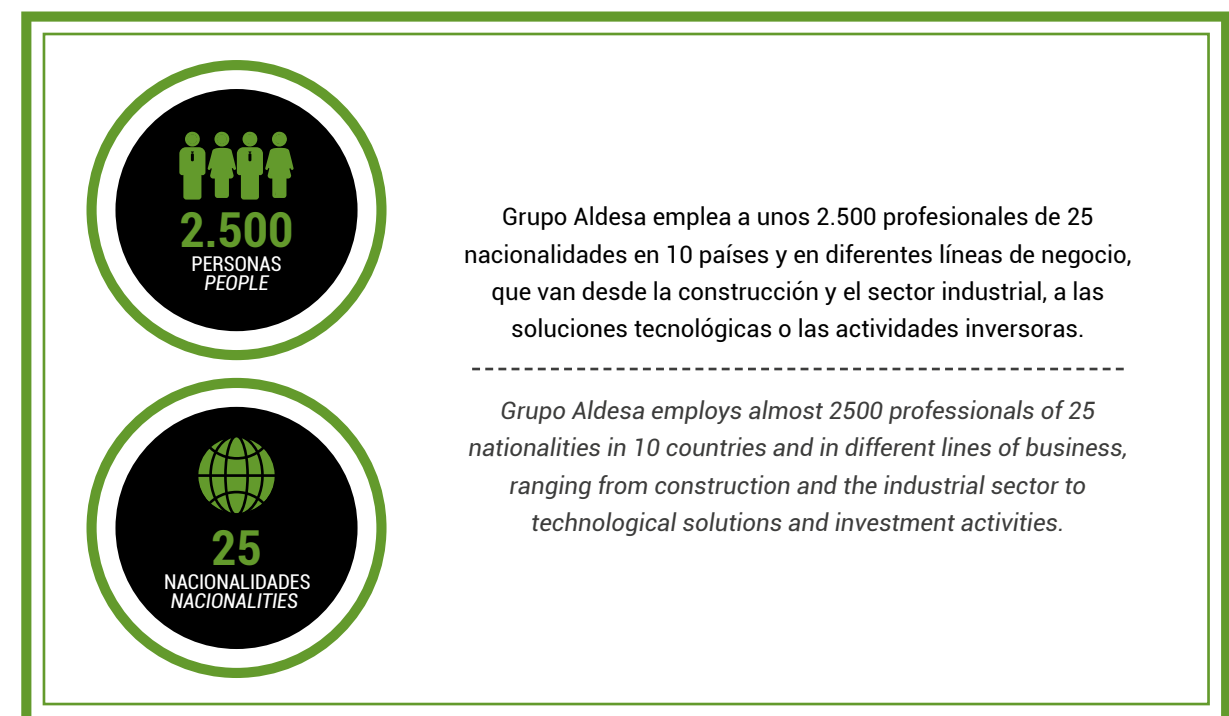 2.500
PERSONAS
PEOPLE
25
NACIONALIDADES
NACIONALITIES
Grupo Aldesa emplea a unos 2.500 profesionales de 25
nacionalidades en 10 países y en diferentes líneas de negocio,
que van desde la construcción y el sector industrial, a las
soluciones tecnológicas o las actividades inversoras.
Grupo Aldesa employs almost 2500 professionals of 25
nationalities in 10 countries and in different lines of business,
ranging from construction and the industrial sector to
technological solutions and investment activities.